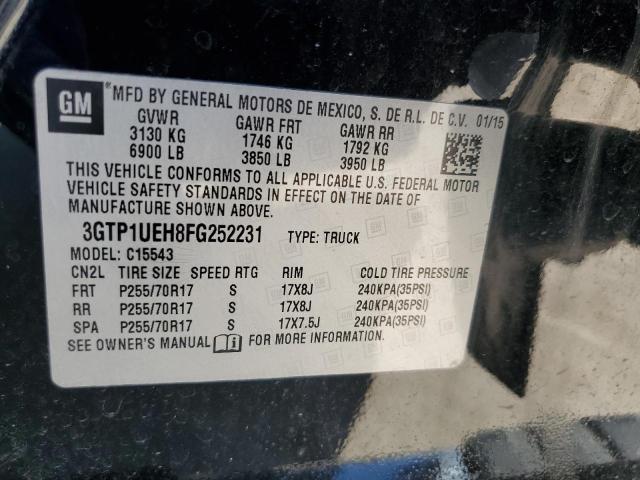 GM *MFD BY GENERAL MOTORS DE MEXICO, S. DE R.L. DE C.V. 01/15
GVWR GAWR FRT GAWR RR
3130 KG 1746 KG 1792 KG
6900 LB 3850 LB 3950 LB
THIS VEHICLE CONFORMS TO ALL APPLICABLE U.S. FEDERAL MOTOR
VEHICLE SAFETY STANDARDS IN EFFECT ON THE DATE OF
MANUFACTURE SHOWN ABOVE.
3GTP1UEH8FG252231 TYPE: TRUCK
MODEL: C15543
CN2L TIRE SIZE SPEED RTG RIM COLD TIRE PRESSURE
FRT P255/70R17 S 17X8J 240KPA(35PSI)
RR P255/70R17 S 17X8J 240KPA(35PSI)
SPA P255/70R17 S 17X7.5J 240KPA(35PSI)
SEE OWNER'S MANUAL FOR MORE INFORMATION.